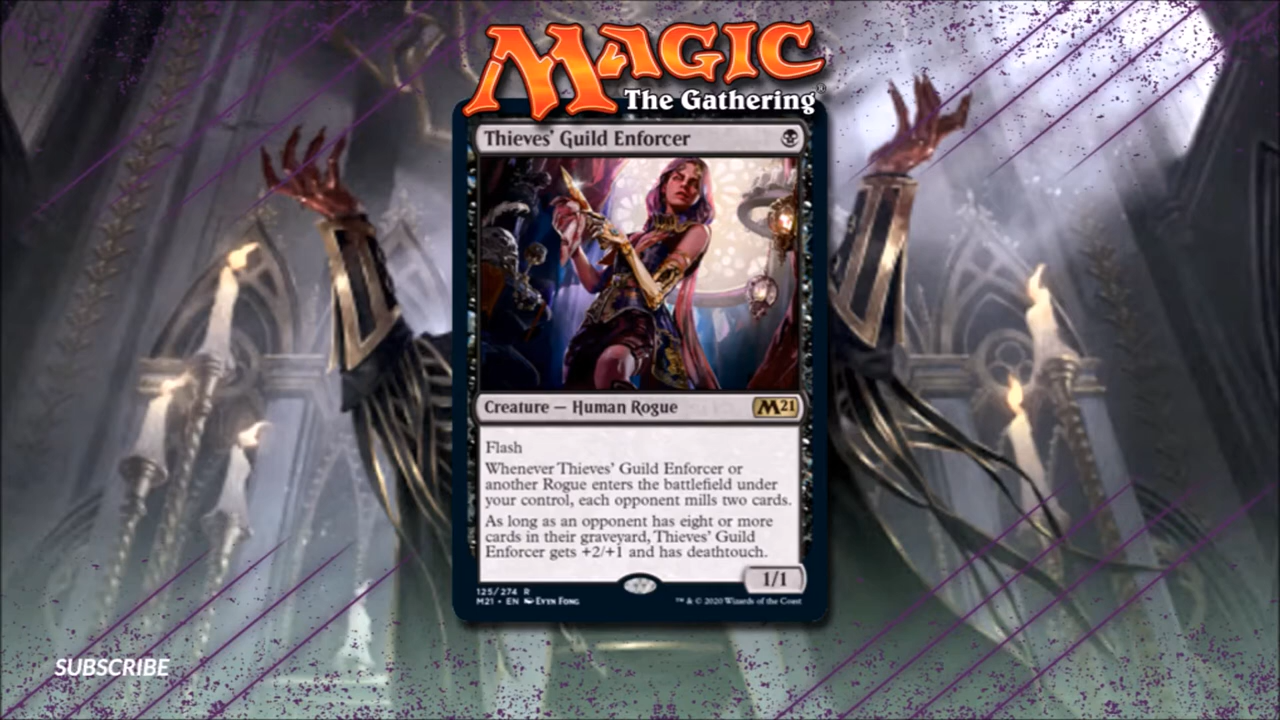 MAGIC
The Gathering®
Thieves' Guild Enforcer
Creature — Human Rogue
M21
Flash
Whenever Thieves' Guild Enforcer or
another Rogue enters the battlefield under
your control, each opponent mills two cards.
As long as an opponent has eight or more
cards in their graveyard, Thieves' Guild
Enforcer gets +2/+1 and has deathtouch.
1/1
125/274 R
M21 • EN Evyn Fong
™ & © 2020 Wizards of the Coast
SUBSCRIBE